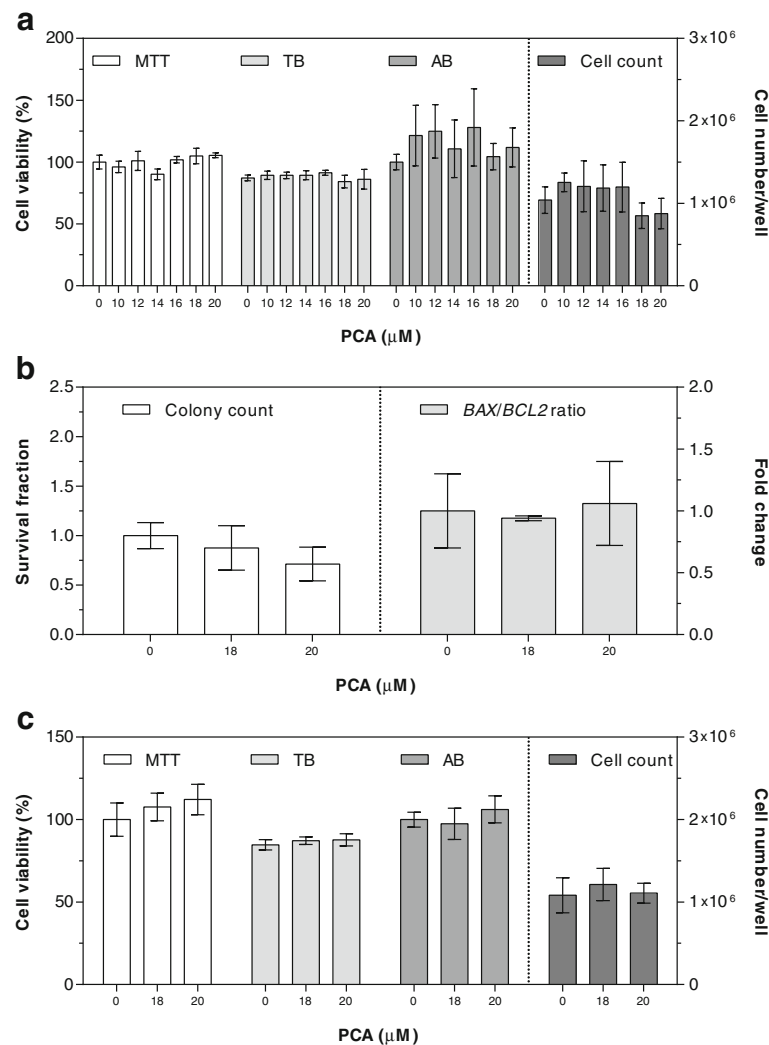 a
200
150
100
50
0
Cell viability (%)
MTT
TB
AB
Cell count
3x10⁶
2x10⁶
1x10⁶
0
Cell number/well
0 10 12 14 16 18 20 0 10 12 14 16 18 20 0 10 12 14 16 18 20 0 10 12 14 16 18 20
PCA (μM)
b
2.5
2.0
1.5
1.0
0.5
0.0
Survival fraction
Colony count
BAX/BCL2 ratio
2.0
1.5
1.0
0.5
0.0
Fold change
0 18 20 0 18 20
PCA (μM)
c
150
100
50
0
Cell viability (%)
MTT
TB
AB
Cell count
3x10⁶
2x10⁶
1x10⁶
0
Cell number/well
0 18 20 0 18 20 0 18 20 0 18 20
PCA (μM)